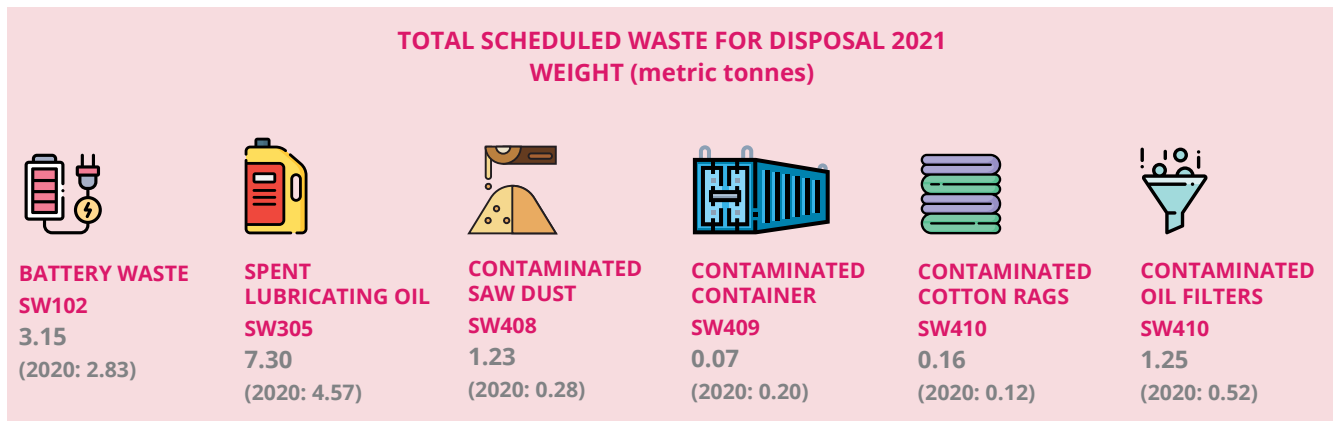 TOTAL SCHEDULED WASTE FOR DISPOSAL 2021
WEIGHT (metric tonnes)
BATTERY WASTE
SW102
3.15
(2020: 2.83)
SPENT
LUBRICATING OIL
SW305
7.30
(2020: 4.57)
CONTAMINATED
SAW DUST
SW408
1.23
(2020: 0.28)
CONTAMINATED
CONTAINER
SW409
0.07
(2020: 0.20)
CONTAMINATED
COTTON RAGS
SW410
0.16
(2020: 0.12)
CONTAMINATED
OIL FILTERS
SW410
1.25
(2020: 0.52)